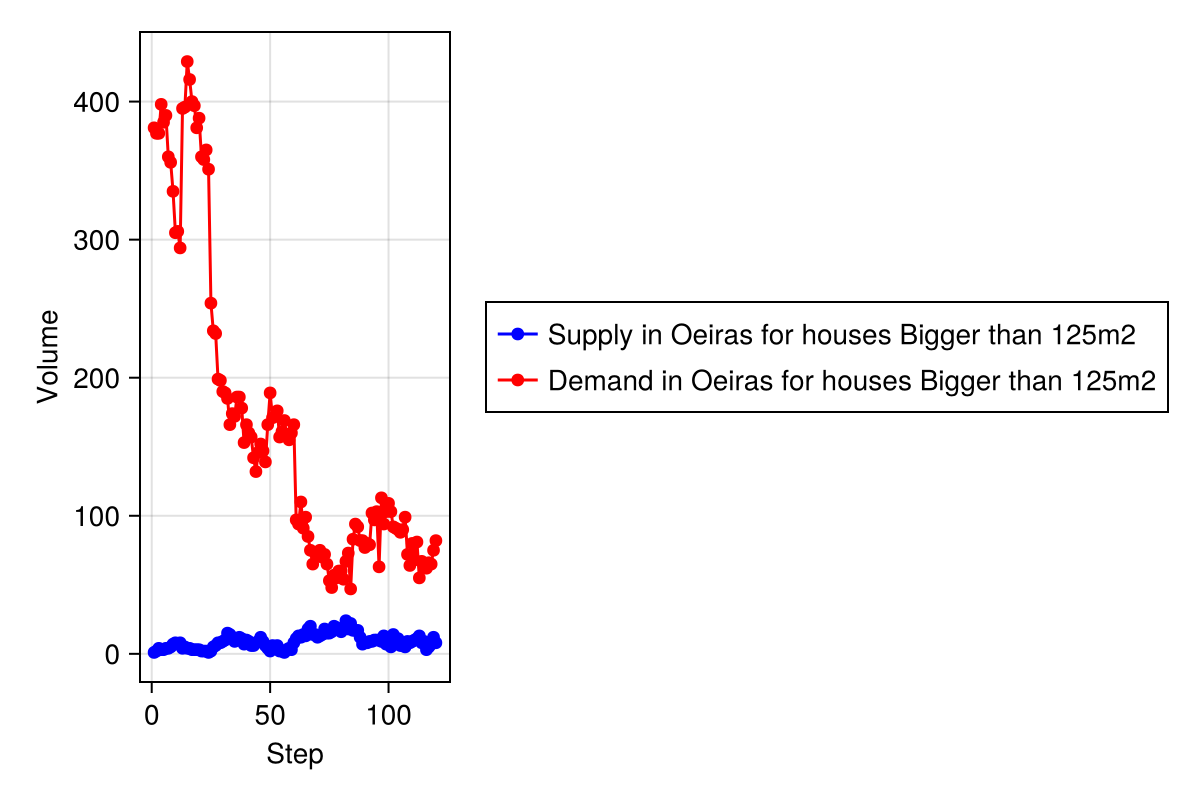 400
300
200
100
0
Volume
0 50 100
Step
Supply in Oeiras for houses Bigger than 125m2
Demand in Oeiras for houses Bigger than 125m2